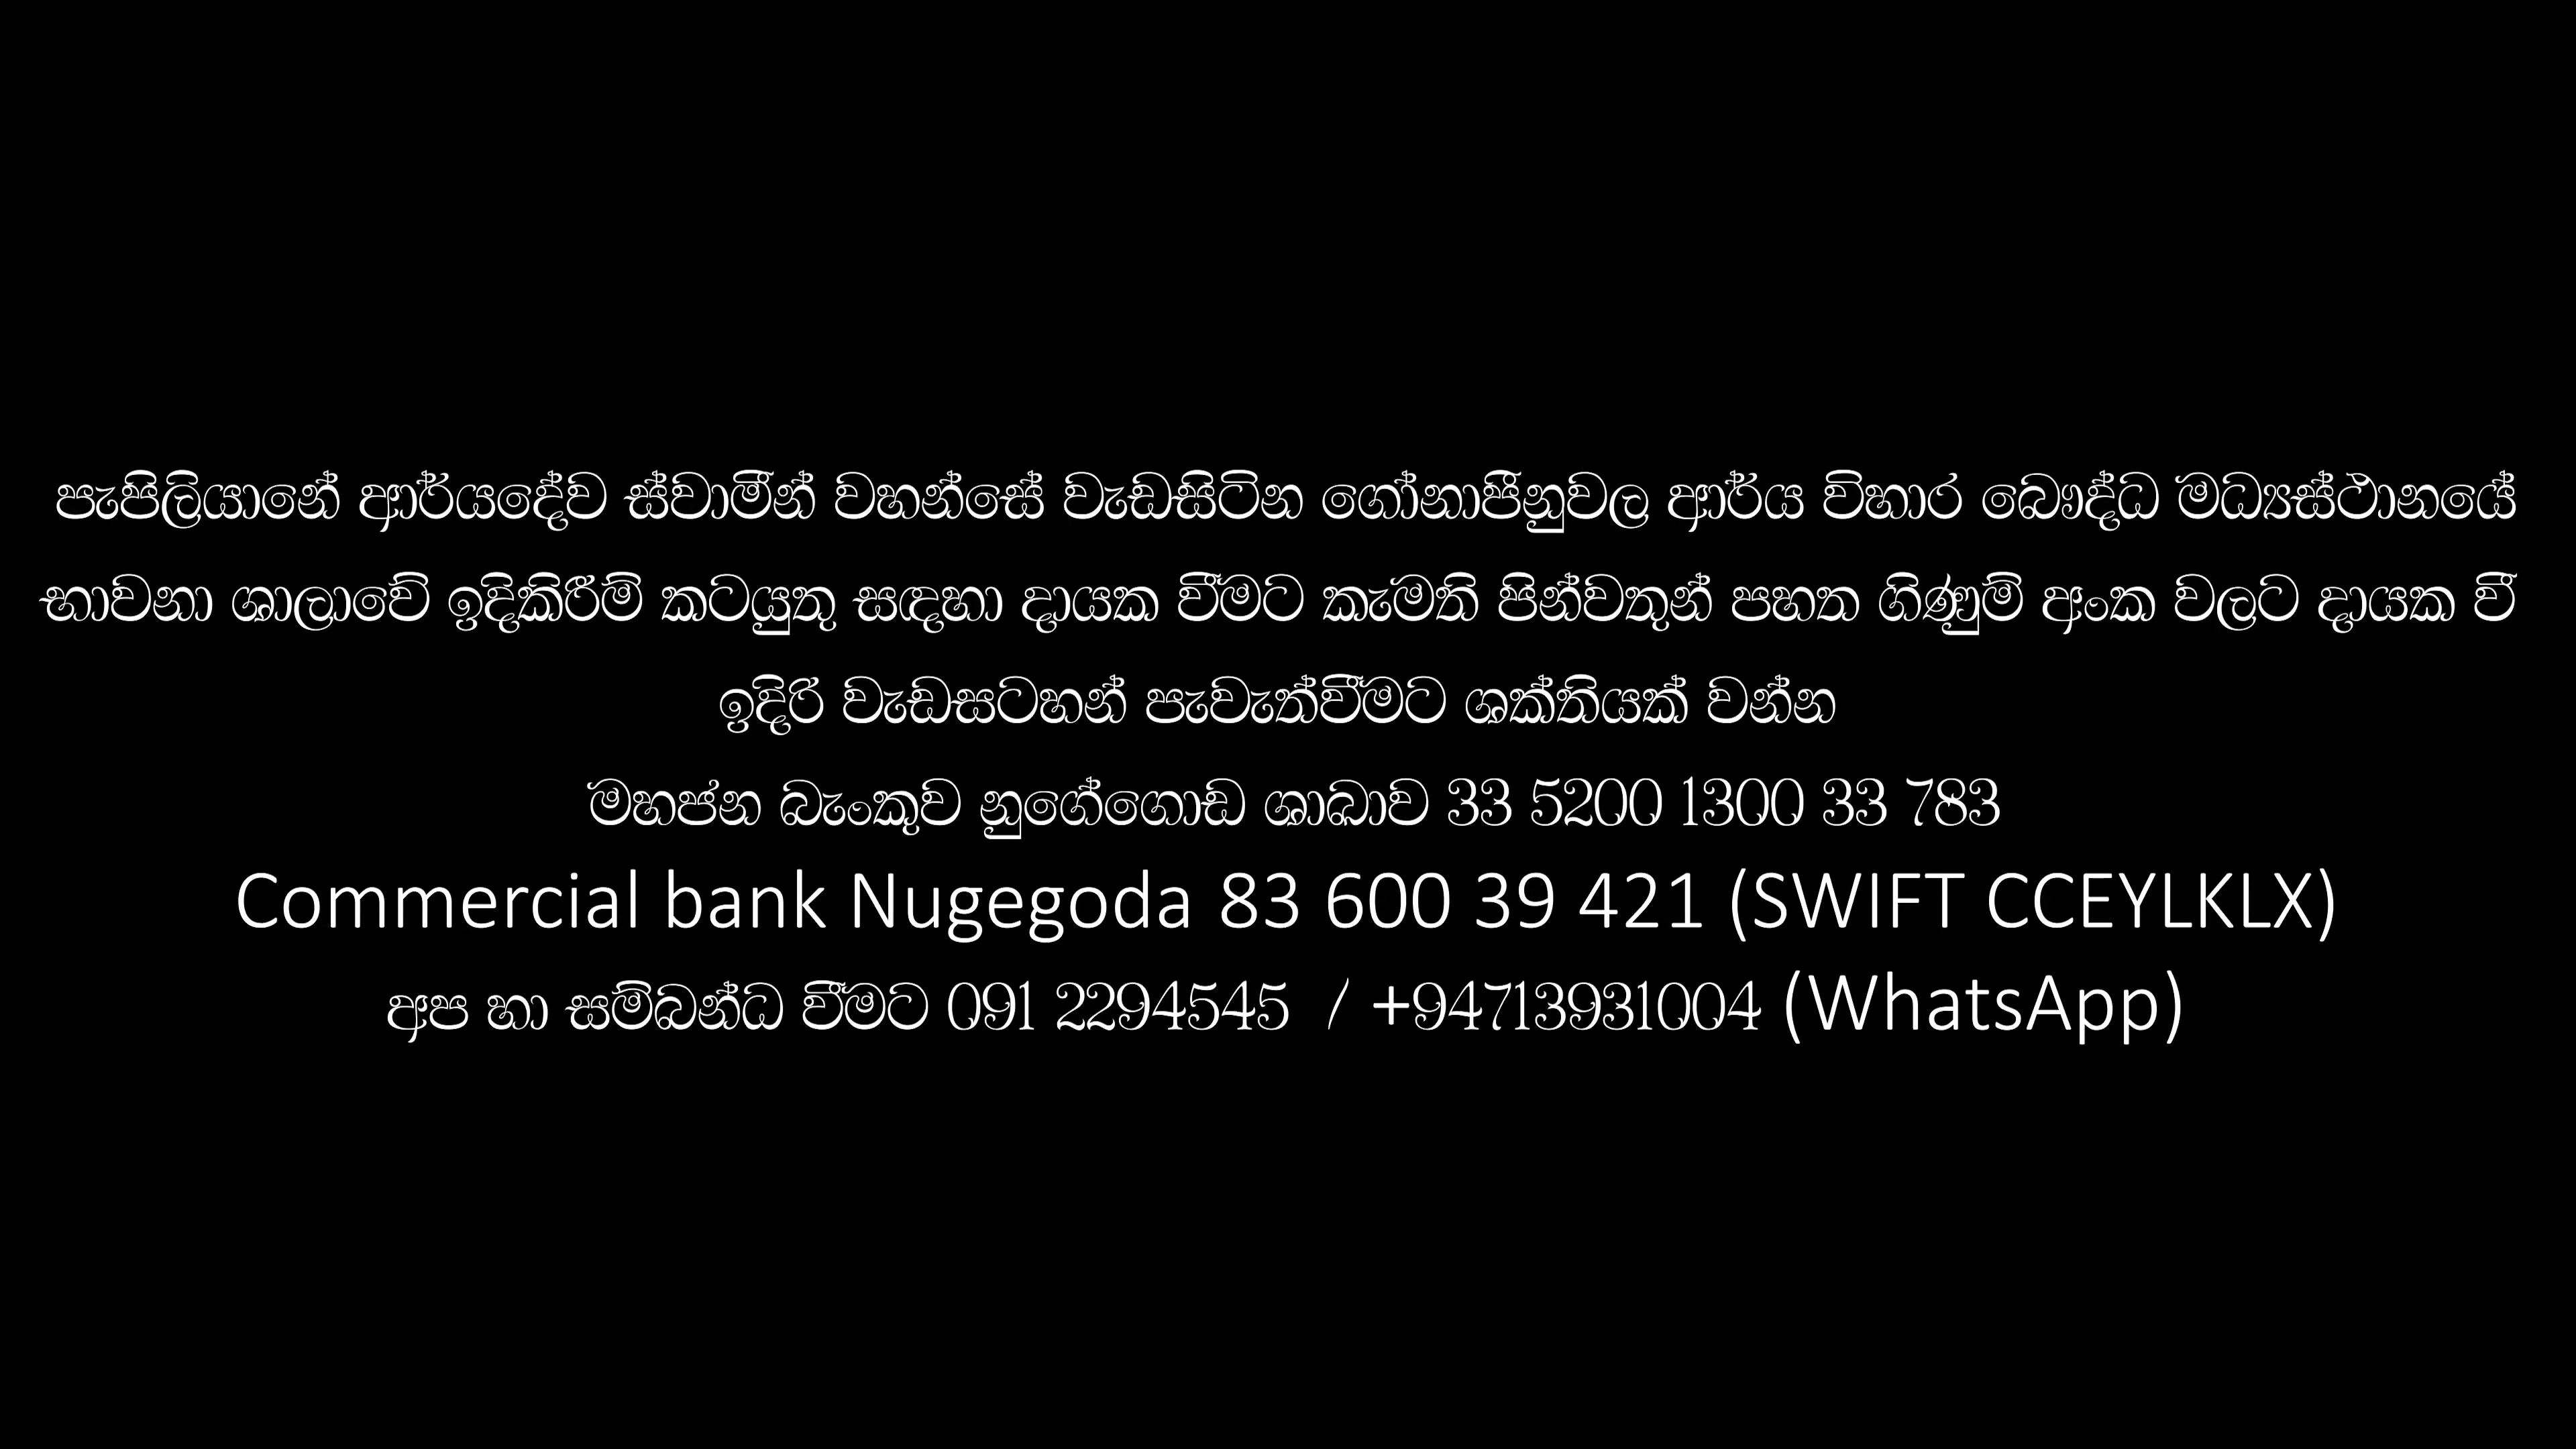 පැපිලියානේ ආර්යදේව ස්වාමීන් වහන්සේ වැඩසිටින ගෝනාපීනුවල ආර්ය විහාර බෞද්ධ මධ්‍යස්ථානයේ
භාවනා ශාලාවේ ඉදිකිරීම් කටයුතු සඳහා දායක වීමට කැමති පින්වතුන් පහත ගිණුම් අංක වලට දායක වී
ඉදිරි වැඩසටහන් පැවැත්වීමට ශක්තියක් වන්න
මහජන බැංකුව නුගේගොඩ ශාඛාව 33 5200 1300 33 783
Commercial bank Nugegoda 83 600 39 421 (SWIFT CCEYLKLX)
අප හා සම්බන්ධ වීමට 091 2294545 / +94713931004 (WhatsApp)